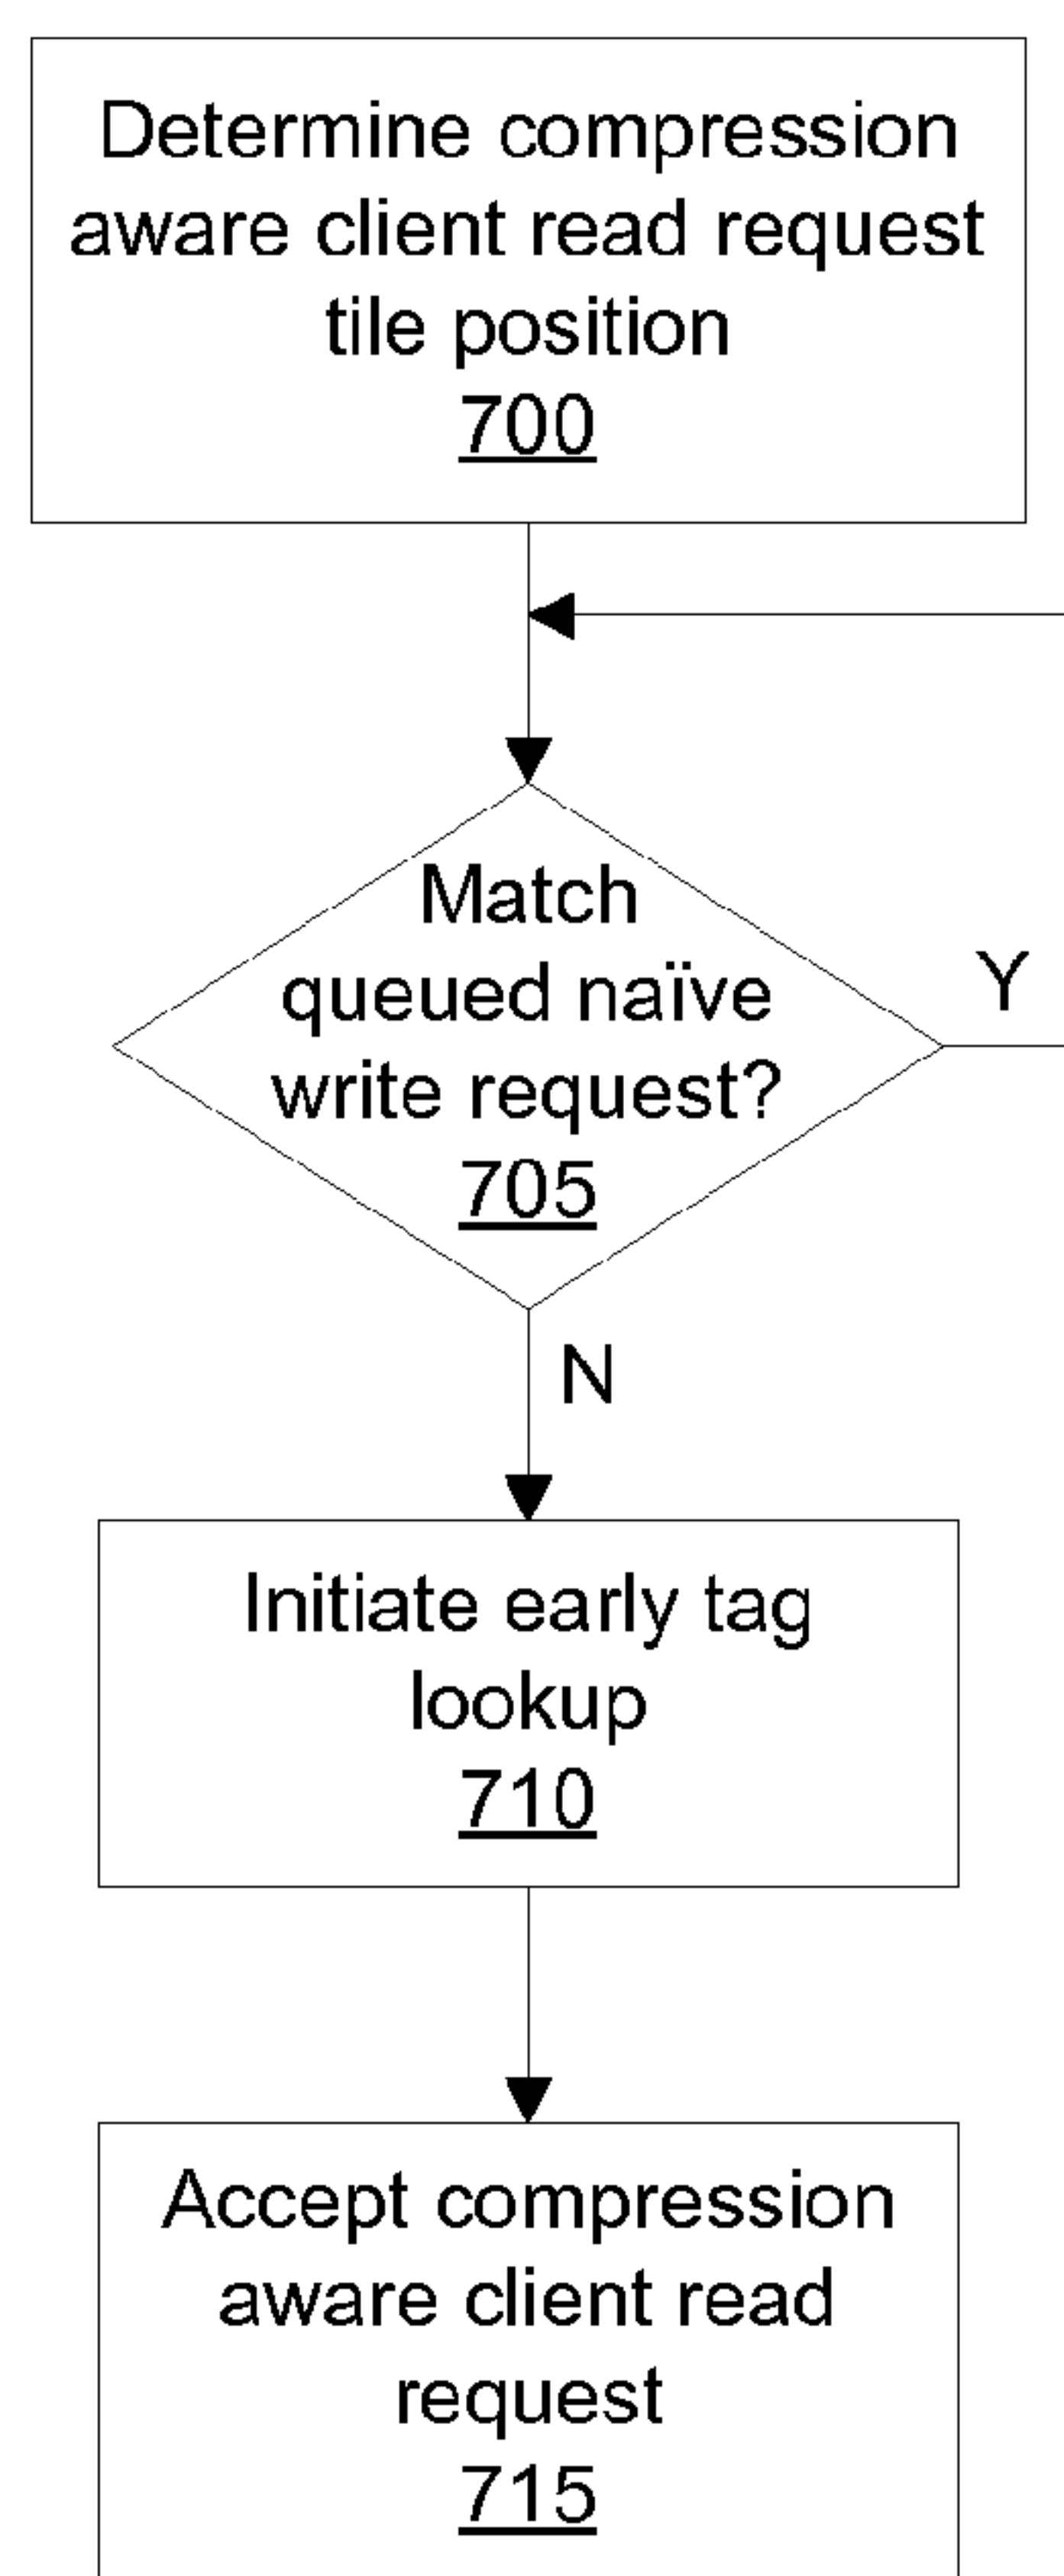 Determine compression
aware client read request
tile position
700
Match
queued naïve
write request?
705
Y
N
Initiate early tag
lookup
710
Accept compression
aware client read
request
715